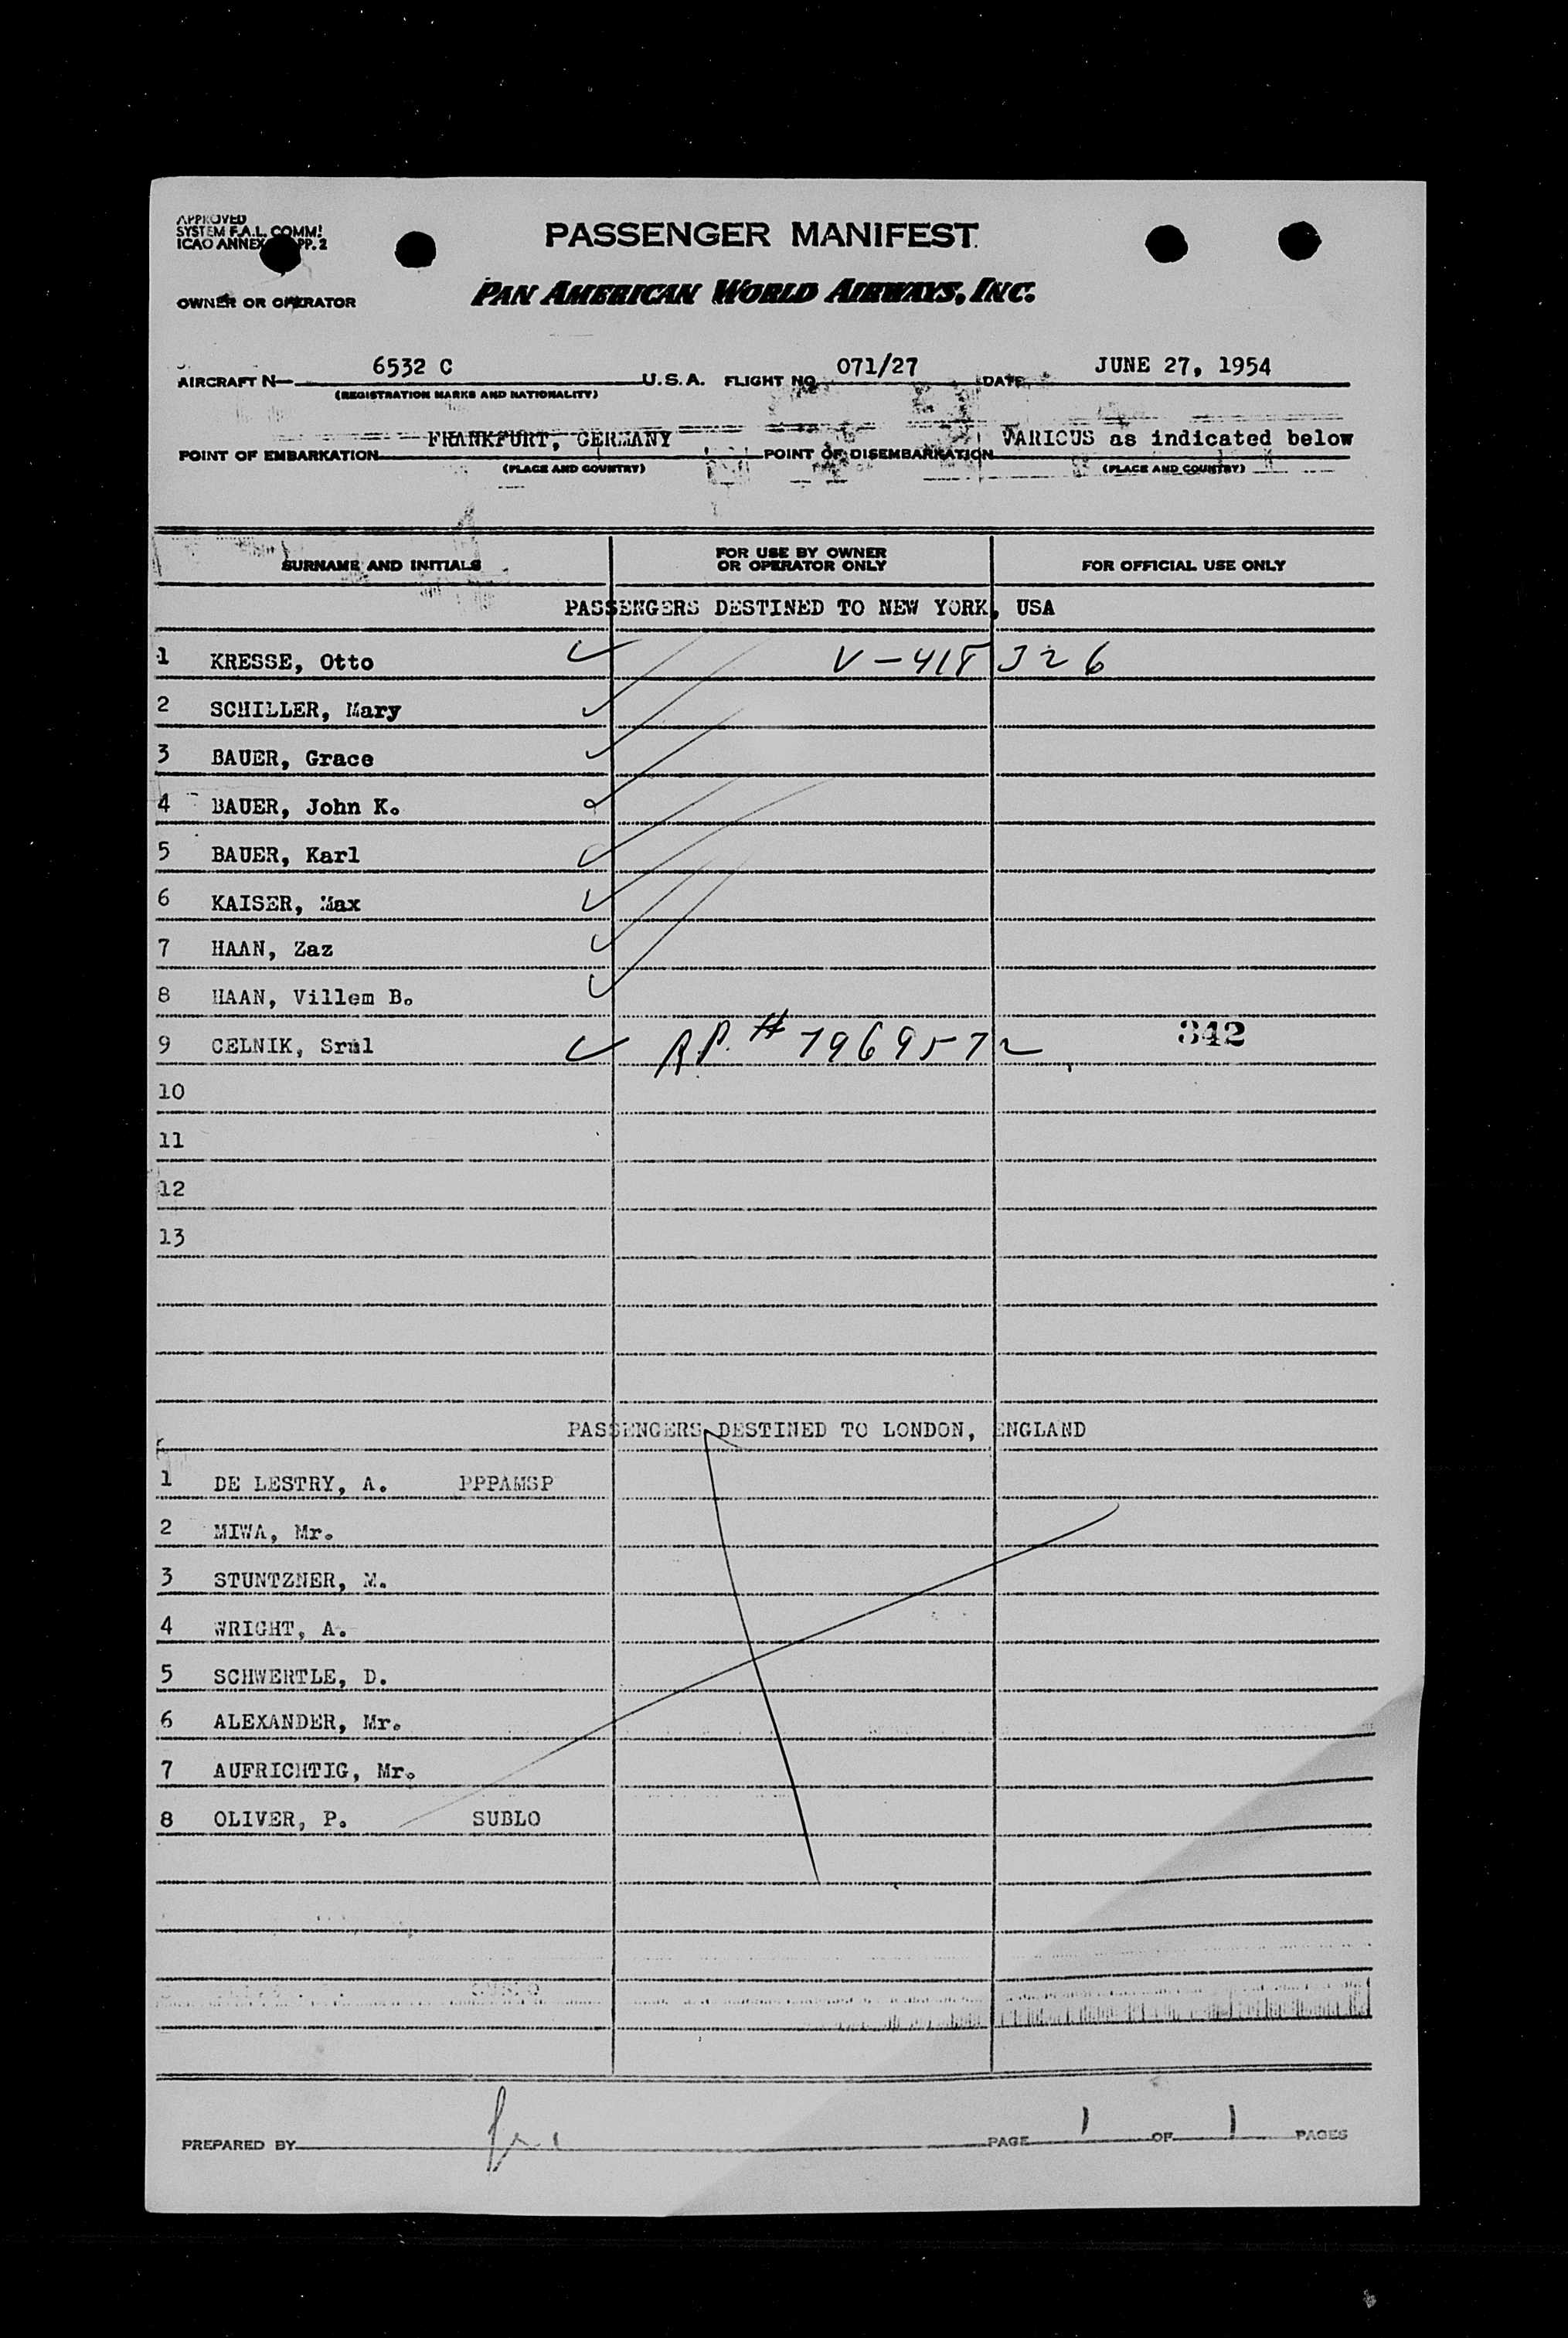 APPROVED
SYSTEM F.A.L. COMM!
ICAO ANNEX PP. 2
PASSENGER MANIFEST
OWNER OR OPERATOR PAN AMERICAN WORLD AIRWAYS, INC.
AIRCRAFT N— 6532 C U.S.A. FLIGHT NO. 071/27 DATE JUNE 27, 1954
(REGISTRATION MARKS AND NATIONALITY)
POINT OF EMBARKATION FRANKFURT, GERMANY POINT OF DISEMBARKATION VARIOUS as indicated below
(PLACE AND COUNTRY) (PLACE AND COUNTRY)
SURNAME AND INITIALS FOR USE BY OWNER OR OPERATOR ONLY FOR OFFICIAL USE ONLY
PASSENGERS DESTINED TO NEW YORK, USA
1 KRESSE, Otto V-418326
2 SCHILLER, Mary
3 BAUER, Grace
4 BAUER, John K.
5 BAUER, Karl
6 KAISER, Max
7 HAAN, Zaz
8 HAAN, Villem B.
9 CELNIK, Srul R.P. # 7969572 342
10
11
12
13
PASSENGERS DESTINED TO LONDON, ENGLAND
1 DE LESTRY, A. PPPAMSP
2 MIWA, Mr.
3 STUNTZNER, M.
4 WRIGHT, A.
5 SCHWERTLE, D.
6 ALEXANDER, Mr.
7 AUFRICHTIG, Mr.
8 OLIVER, P. SUBLO
PREPARED BY PAGE 1 OF 1 PAGES